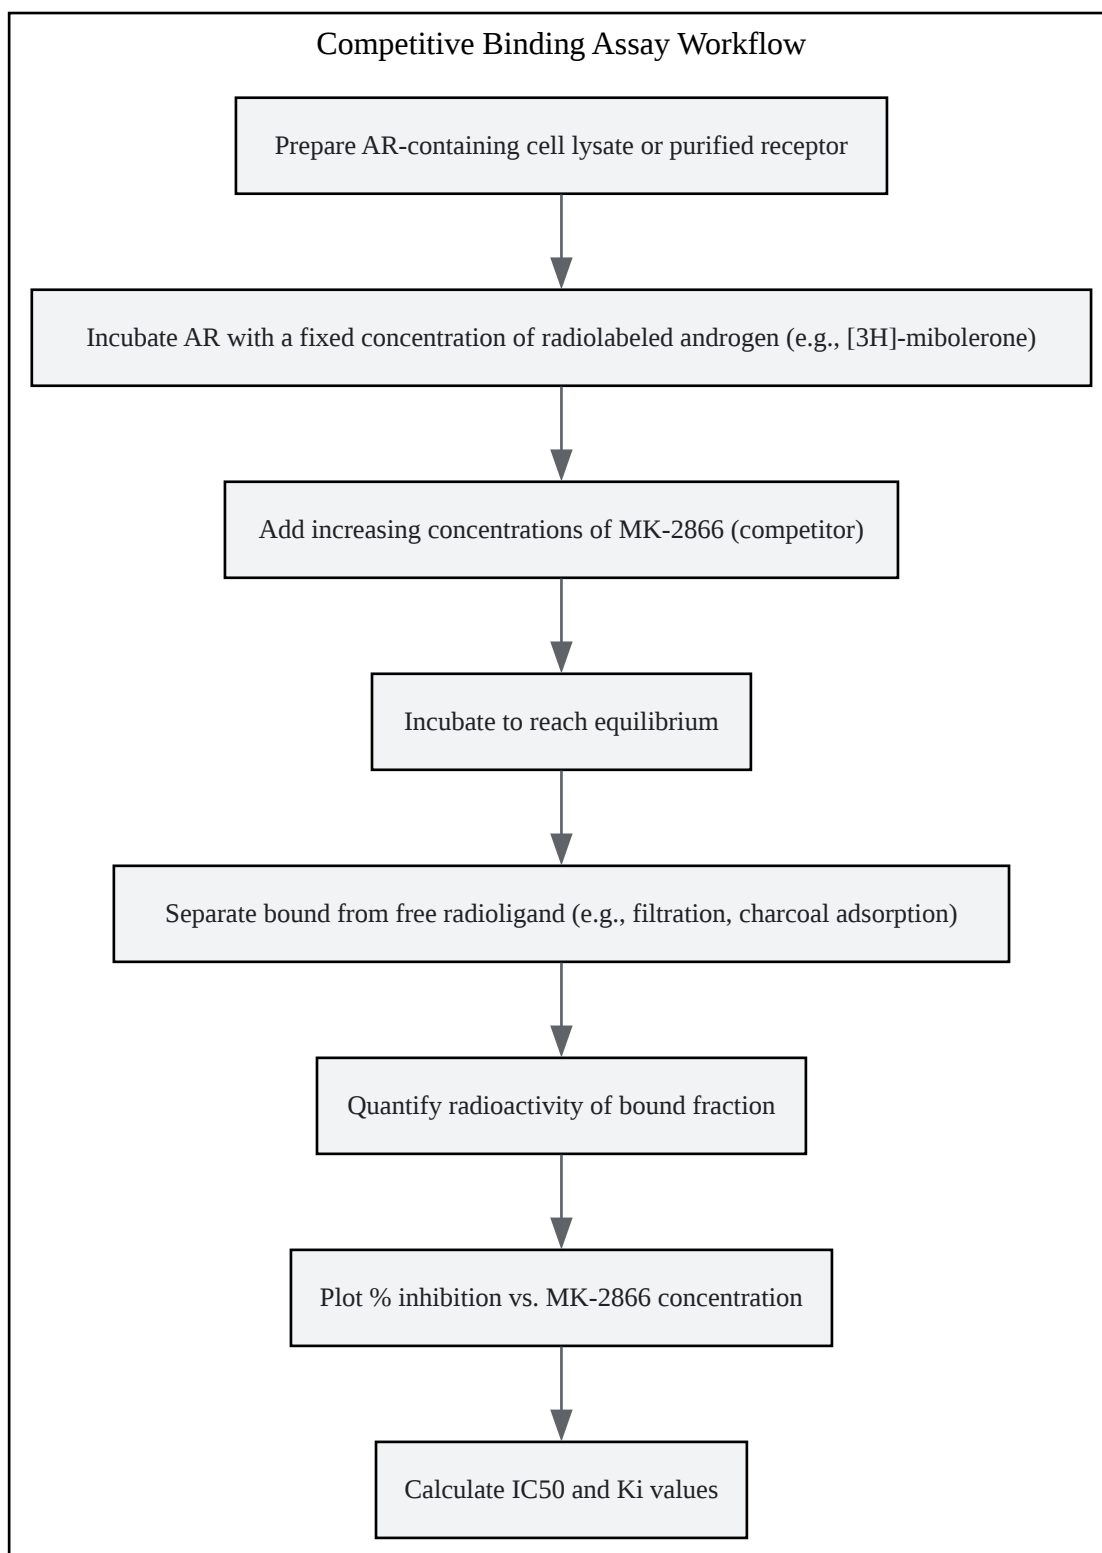 Competitive Binding Assay Workflow
Prepare AR-containing cell lysate or purified receptor
Incubate AR with a fixed concentration of radiolabeled androgen (e.g., [3H]-mibolerone)
Add increasing concentrations of MK-2866 (competitor)
Incubate to reach equilibrium
Separate bound from free radioligand (e.g., filtration, charcoal adsorption)
Quantify radioactivity of bound fraction
Plot % inhibition vs. MK-2866 concentration
Calculate IC50 and Ki values